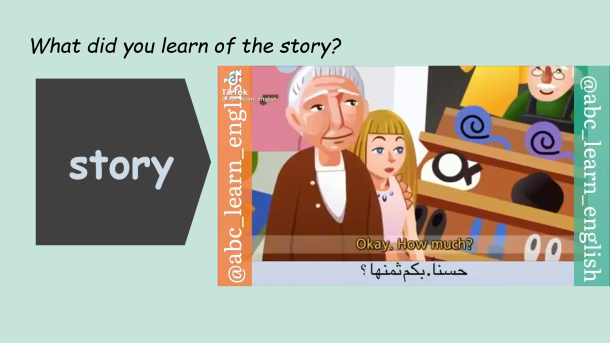 What did you learn of the story?
story
TikTok
@abc_learn_english
Okay. How much?
حسنا.بكم ثمنها ؟
@abc_learn_english